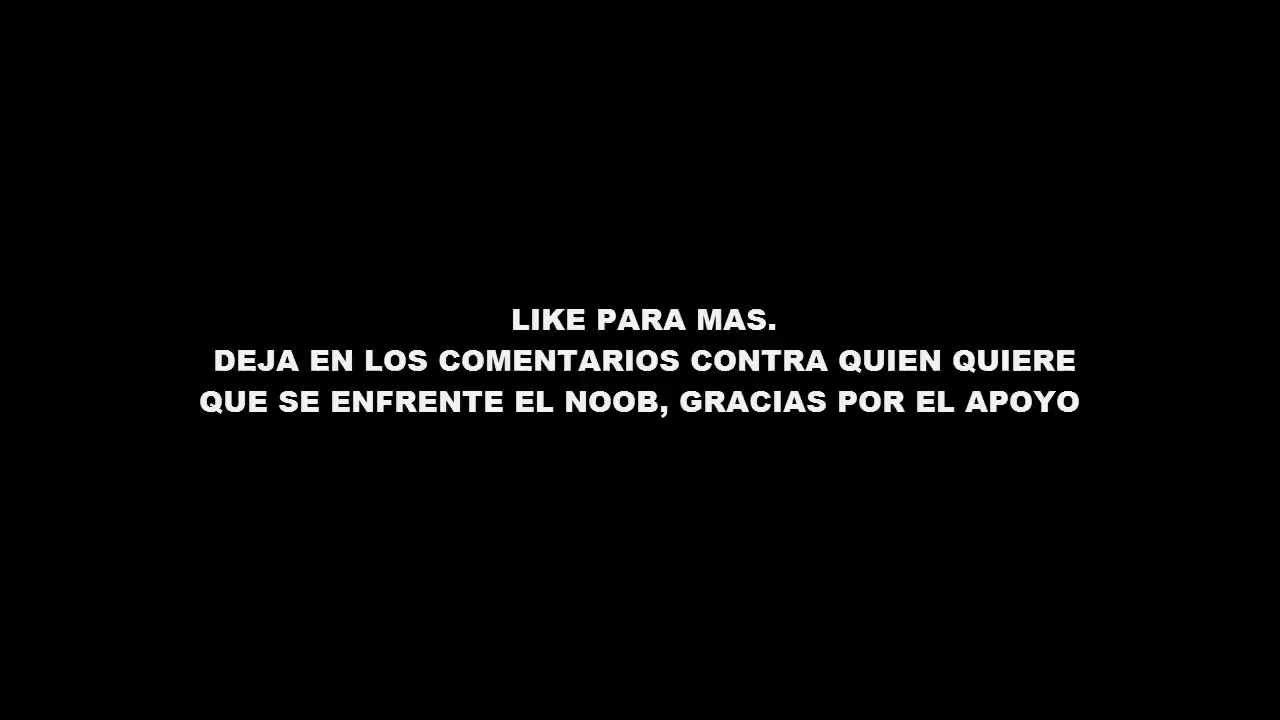 LIKE PARA MAS.
DEJA EN LOS COMENTARIOS CONTRA QUIEN QUIERE
QUE SE ENFRENTE EL NOOB, GRACIAS POR EL APOYO